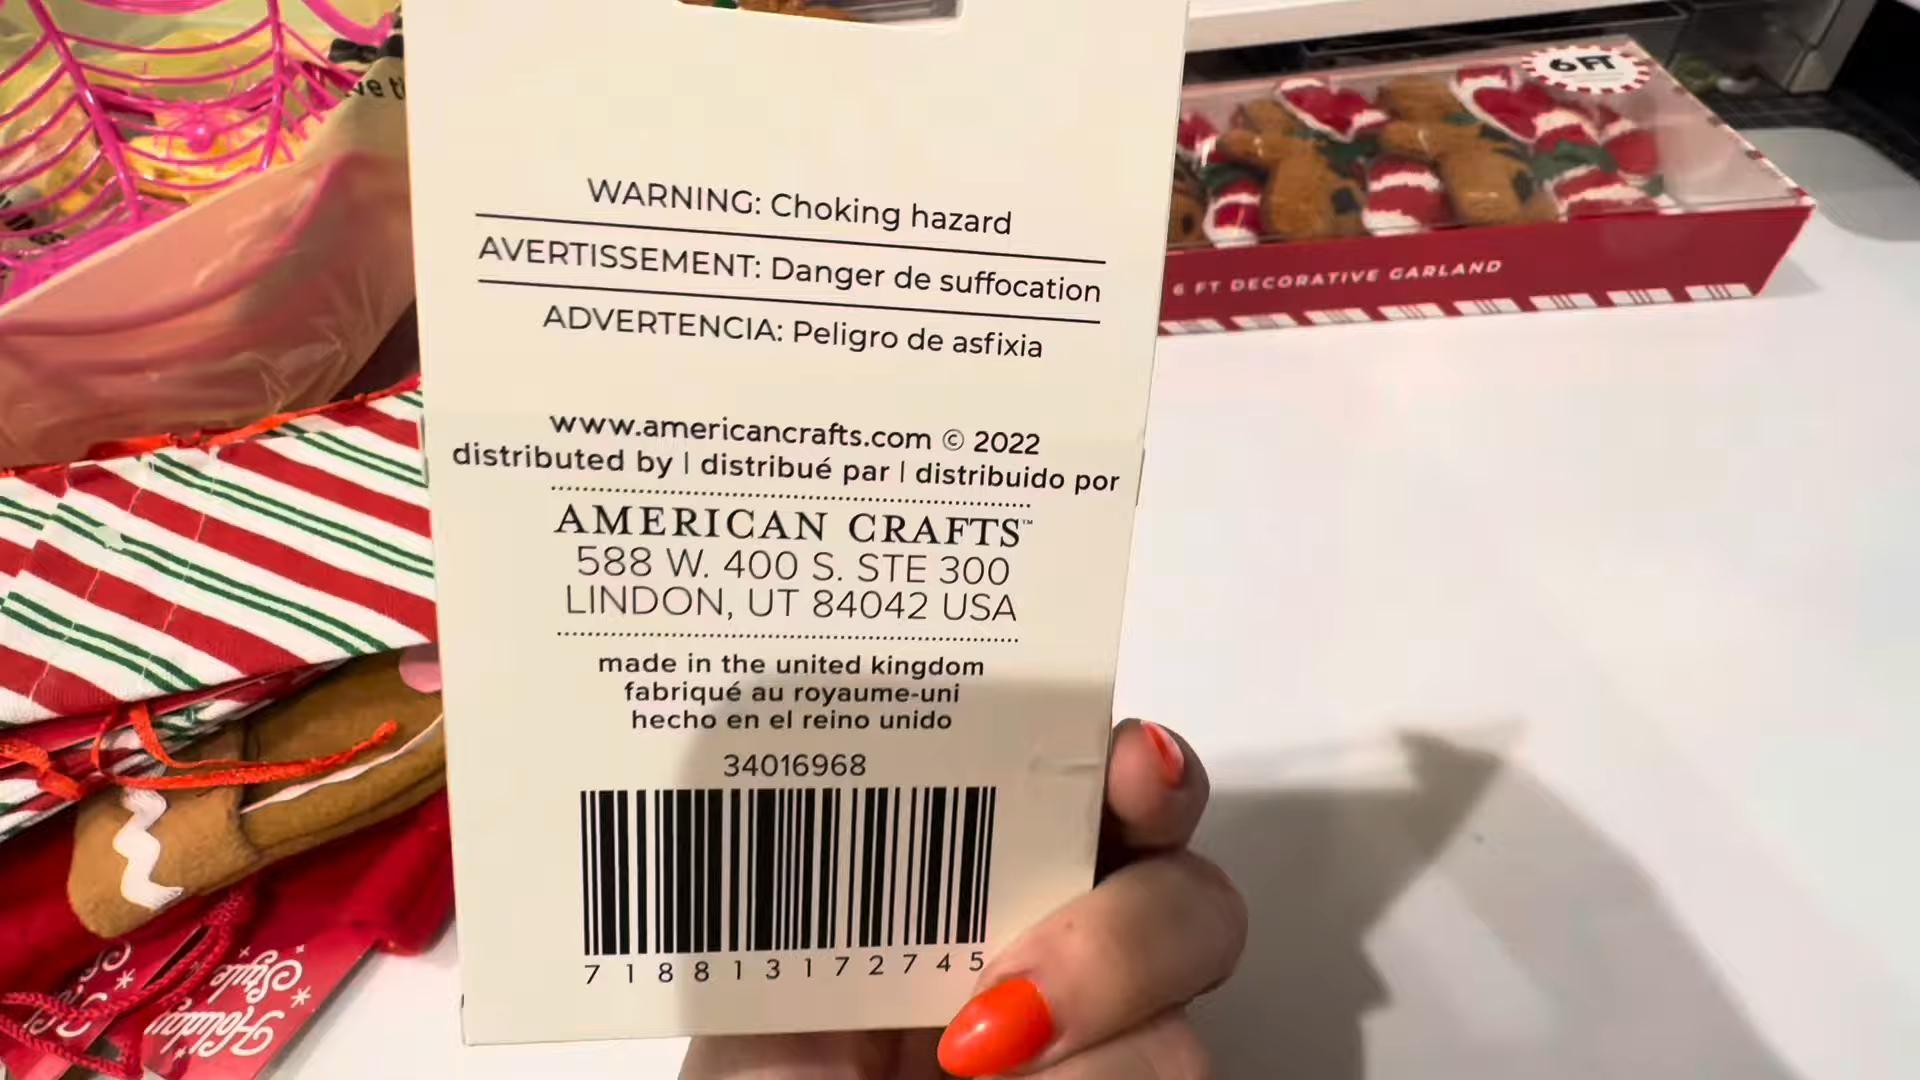 WARNING: Choking hazard
AVERTISSEMENT: Danger de suffocation
ADVERTENCIA: Peligro de asfixia
www.americancrafts.com © 2022
distributed by | distribué par | distribuido por
AMERICAN CRAFTS™
588 W. 400 S. STE 300
LINDON, UT 84042 USA
made in the united kingdom
fabriqué au royaume-uni
hecho en el reino unido
34016968
7 18813 17274 5
6 FT
6 FT DECORATIVE GARLAND
Holiday
Style